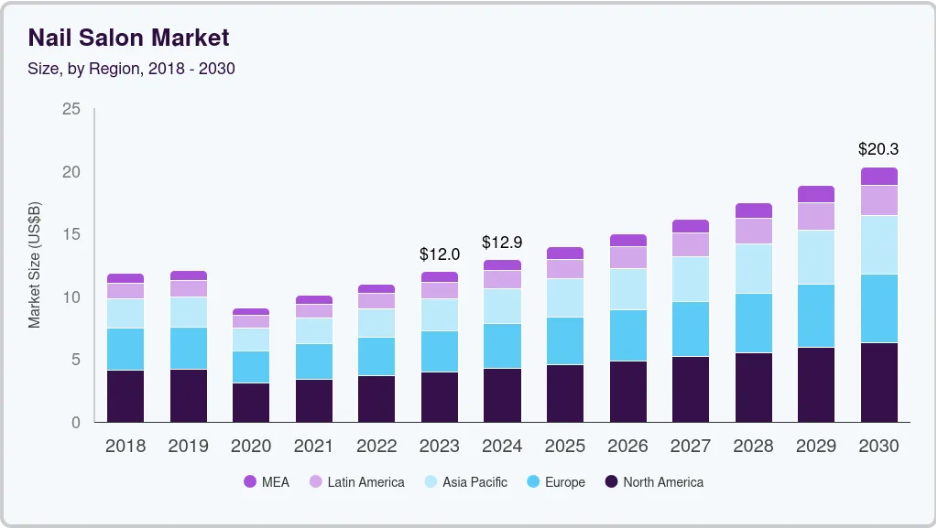 Nail Salon Market
Size, by Region, 2018 - 2030
Market Size (US$B)
25
20
15
10
5
0
$12.0
$12.9
$20.3
2018 2019 2020 2021 2022 2023 2024 2025 2026 2027 2028 2029 2030
MEA Latin America Asia Pacific Europe North America